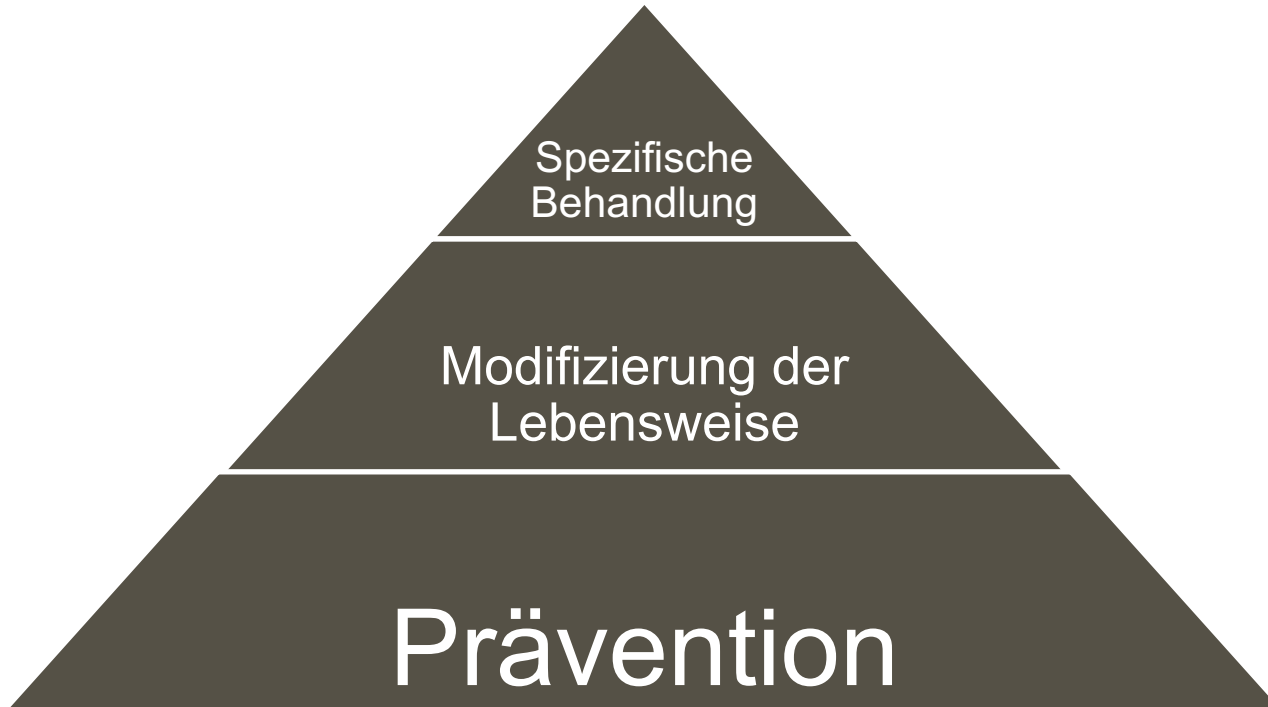 Spezifische
Behandlung
Modifizierung der
Lebensweise
Prävention